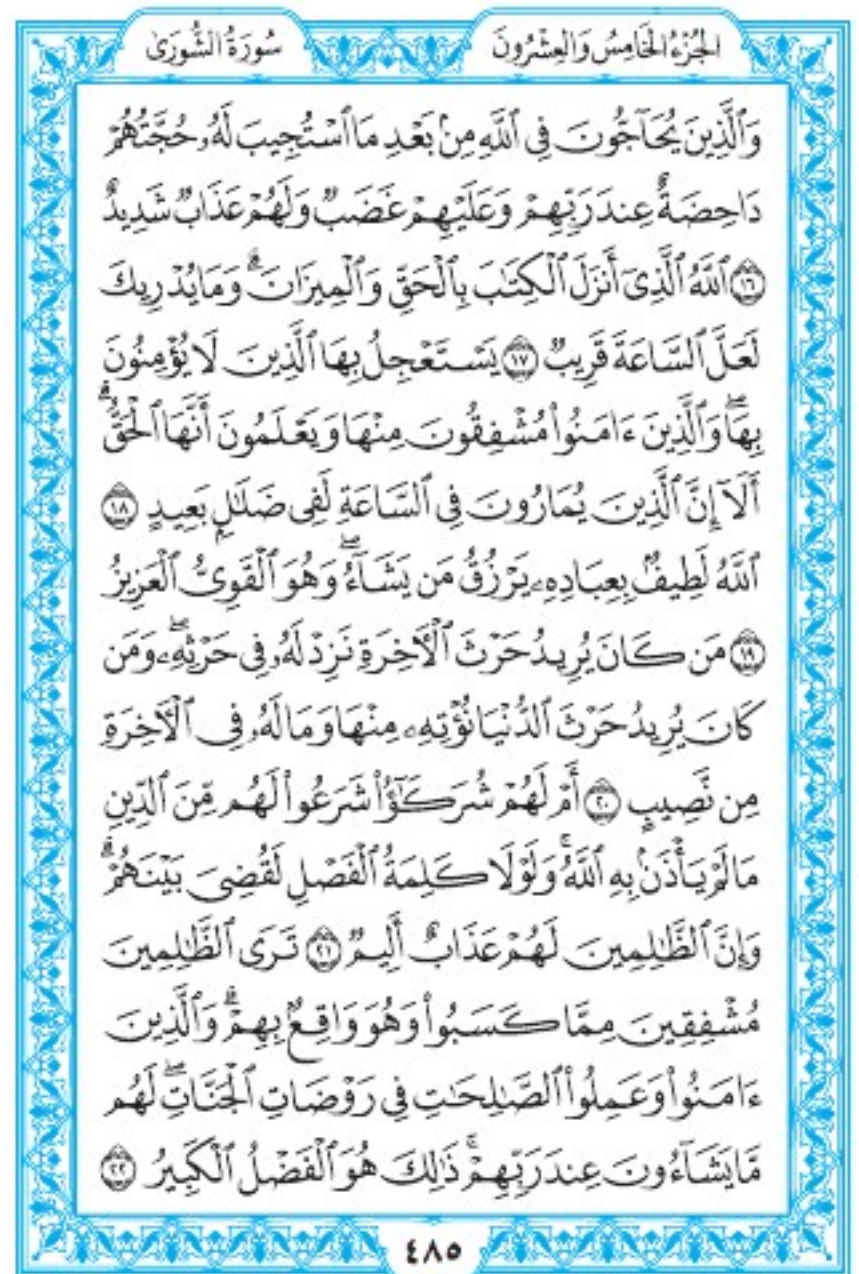 الجُزْءُ الخَامِسُ وَالعِشْرُونَ
سُورَةُ الشُّورَىٰ
وَٱلَّذِينَ يُحَآجُّونَ فِى ٱللَّهِ مِنۢ بَعْدِ مَا ٱسْتُجِيبَ لَهُۥ حُجَّتُهُمْ
دَاحِضَةٌ عِندَ رَبِّهِمْ وَعَلَيْهِمْ غَضَبٌ وَلَهُمْ عَذَابٌ شَدِيدٌ
﴿١٦﴾ ٱللَّهُ ٱلَّذِىٓ أَنزَلَ ٱلْكِتَٰبَ بِٱلْحَقِّ وَٱلْمِيزَانَ ۗ وَمَا يُدْرِيكَ
لَعَلَّ ٱلسَّاعَةَ قَرِيبٌ ﴿١٧﴾ يَسْتَعْجِلُ بِهَا ٱلَّذِينَ لَا يُؤْمِنُونَ
بِهَا ۖ وَٱلَّذِينَ ءَامَنُوا۟ مُشْفِقُونَ مِنْهَا وَيَعْلَمُونَ أَنَّهَا ٱلْحَقُّ ۗ
أَلَآ إِنَّ ٱلَّذِينَ يُمَارُونَ فِى ٱلسَّاعَةِ لَفِى ضَلَٰلٍۭ بَعِيدٍ ﴿١٨﴾
ٱللَّهُ لَطِيفٌۢ بِعِبَادِهِۦ يَرْزُقُ مَن يَشَآءُ ۖ وَهُوَ ٱلْقَوِىُّ ٱلْعَزِيزُ
﴿١٩﴾ مَن كَانَ يُرِيدُ حَرْثَ ٱلْءَاخِرَةِ نَزِدْ لَهُۥ فِى حَرْثِهِۦ ۖ وَمَن
كَانَ يُرِيدُ حَرْثَ ٱلدُّنْيَا نُؤْتِهِۦ مِنْهَا وَمَا لَهُۥ فِى ٱلْءَاخِرَةِ
مِن نَّصِيبٍ ﴿٢٠﴾ أَمْ لَهُمْ شُرَكَٰٓؤُا۟ شَرَعُوا۟ لَهُم مِّنَ ٱلدِّينِ
مَا لَمْ يَأْذَنۢ بِهِ ٱللَّهُ ۚ وَلَوْلَا كَلِمَةُ ٱلْفَصْلِ لَقُضِىَ بَيْنَهُمْ ۗ
وَإِنَّ ٱلظَّٰلِمِينَ لَهُمْ عَذَابٌ أَلِيمٌ ﴿٢١﴾ تَرَى ٱلظَّٰلِمِينَ
مُشْفِقِينَ مِمَّا كَسَبُوا۟ وَهُوَ وَاقِعٌۢ بِهِمْ ۗ وَٱلَّذِينَ
ءَامَنُوا۟ وَعَمِلُوا۟ ٱلصَّٰلِحَٰتِ فِى رَوْضَاتِ ٱلْجَنَّاتِ ۖ لَهُم
مَّا يَشَآءُونَ عِندَ رَبِّهِمْ ۚ ذَٰلِكَ هُوَ ٱلْفَضْلُ ٱلْكَبِيرُ ﴿٢٢﴾
٤٨٥